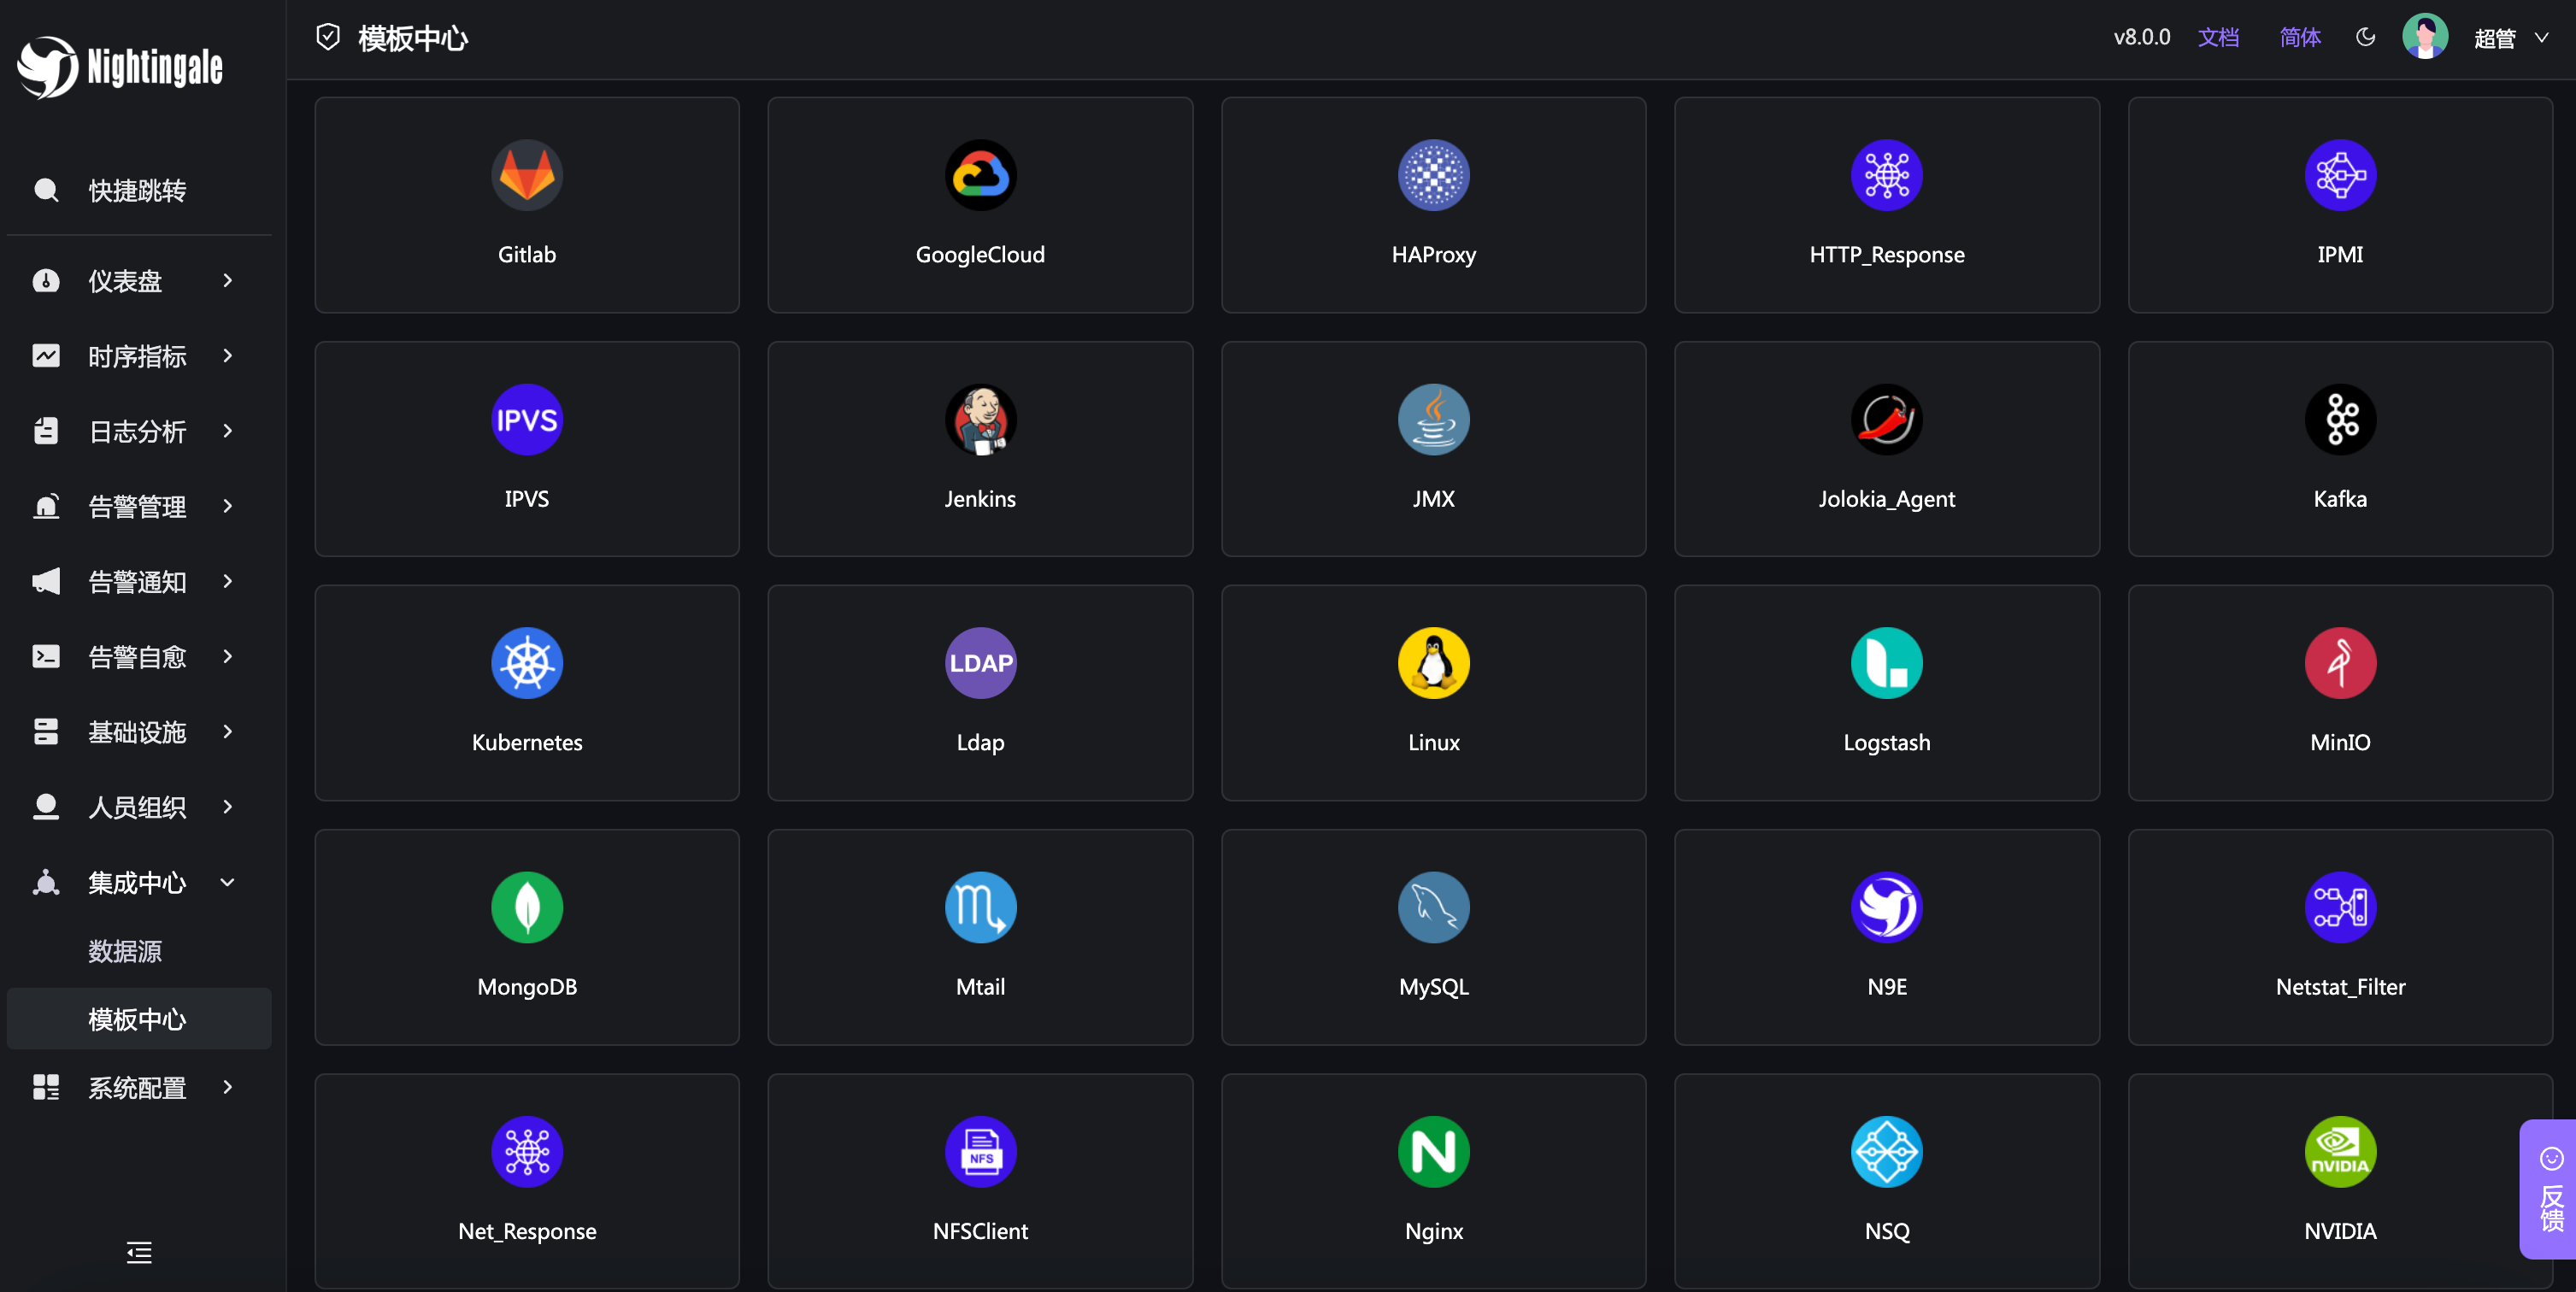 Nightingale
快捷跳转
仪表盘
时序指标
日志分析
告警管理
告警通知
告警自愈
基础设施
人员组织
集成中心
数据源
模板中心
系统配置
模板中心
v8.0.0 文档 简体 超管
Gitlab
GoogleCloud
HAProxy
HTTP_Response
IPMI
IPVS
IPVS
Jenkins
JMX
Jolokia_Agent
Kafka
Kubernetes
LDAP
Ldap
Linux
Logstash
MinIO
MongoDB
Mtail
MySQL
N9E
Netstat_Filter
Net_Response
NFS
NFSClient
Nginx
NSQ
NVIDIA
NVIDIA
反馈